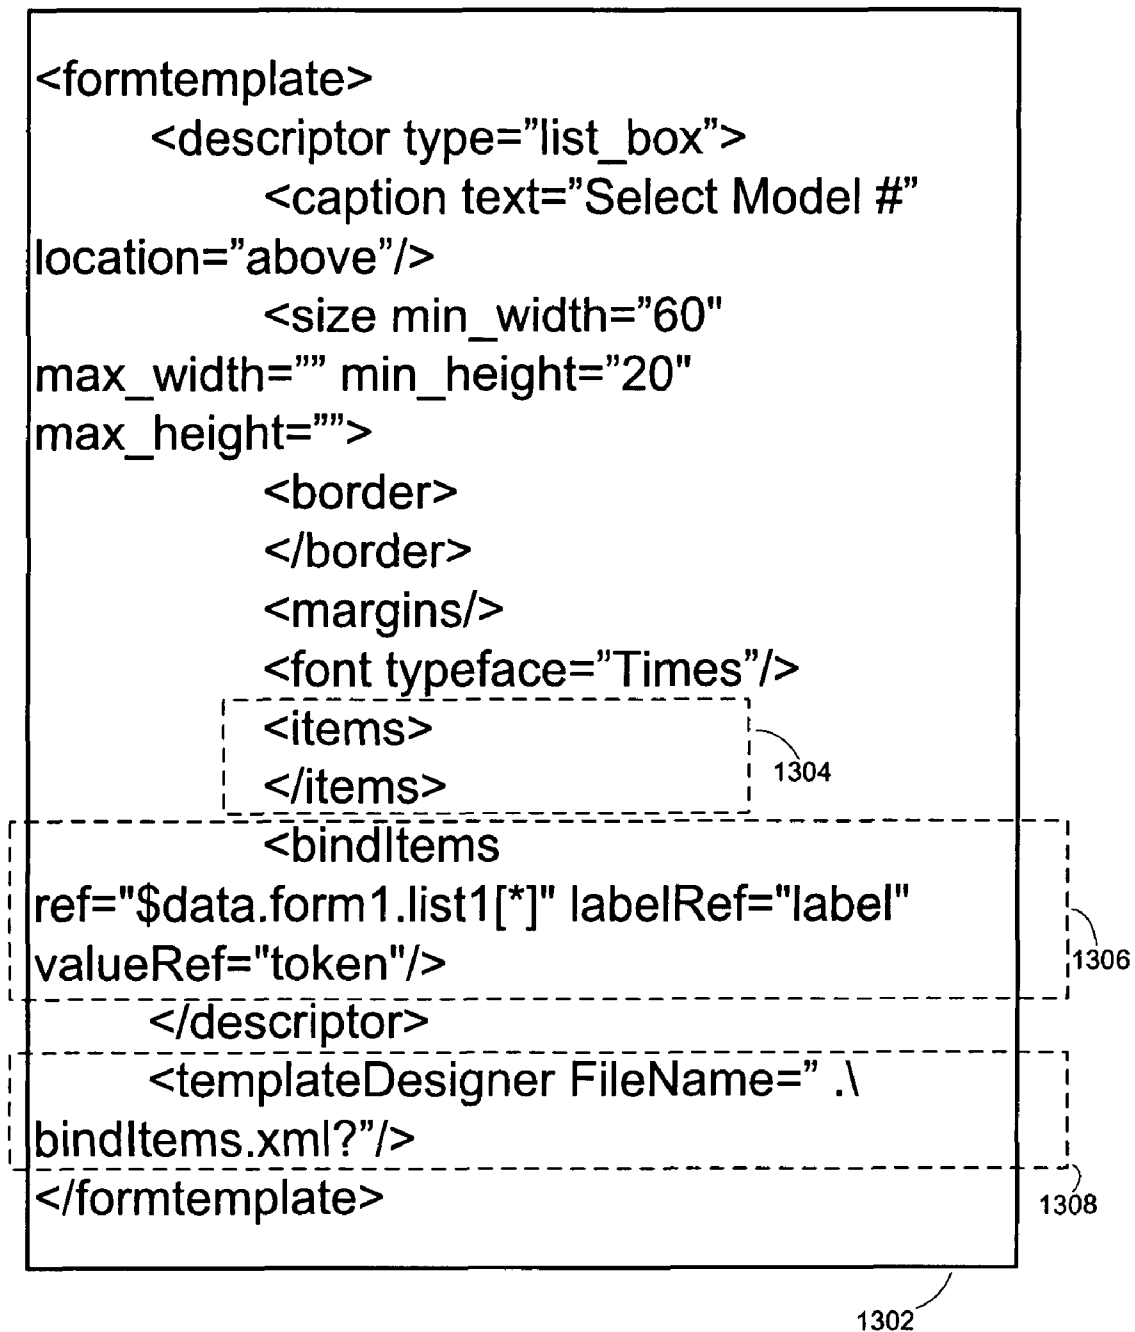 <formtemplate>
<descriptor type=”list_box”>
<caption text=”Select Model #”
location=”above”/>
<size min_width=”60"
max_width=”” min_height=”20"
max_height=””>
<border>
</border>
<margins/>
<font typeface=”Times”/>
<items>
</items>
1304
<bindItems
ref="$data.form1.list1[*]" labelRef="label"
valueRef="token"/>
1306
</descriptor>
<templateDesigner FileName=” .\
bindItems.xml?”/>
</formtemplate>
1308
1302